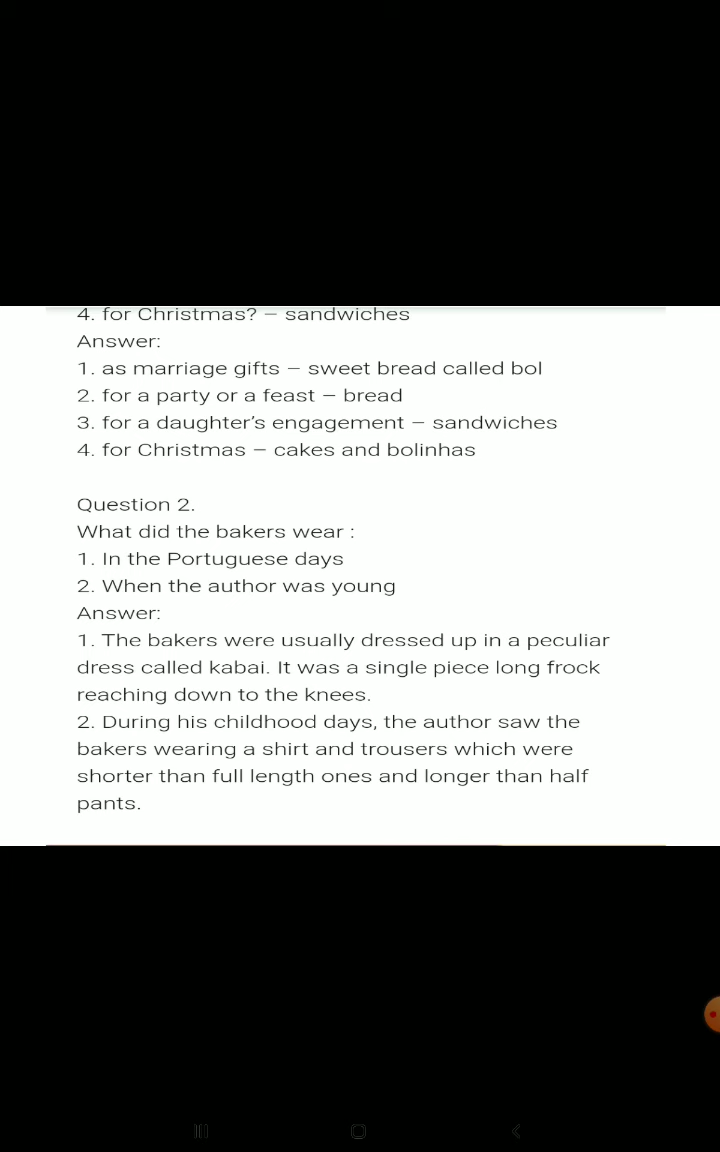 4. for Christmas? – sandwiches
Answer:
1. as marriage gifts – sweet bread called bol
2. for a party or a feast – bread
3. for a daughter's engagement – sandwiches
4. for Christmas – cakes and bolinhas
Question 2.
What did the bakers wear :
1. In the Portuguese days
2. When the author was young
Answer:
1. The bakers were usually dressed up in a peculiar
dress called kabai. It was a single piece long frock
reaching down to the knees.
2. During his childhood days, the author saw the
bakers wearing a shirt and trousers which were
shorter than full length ones and longer than half
pants.